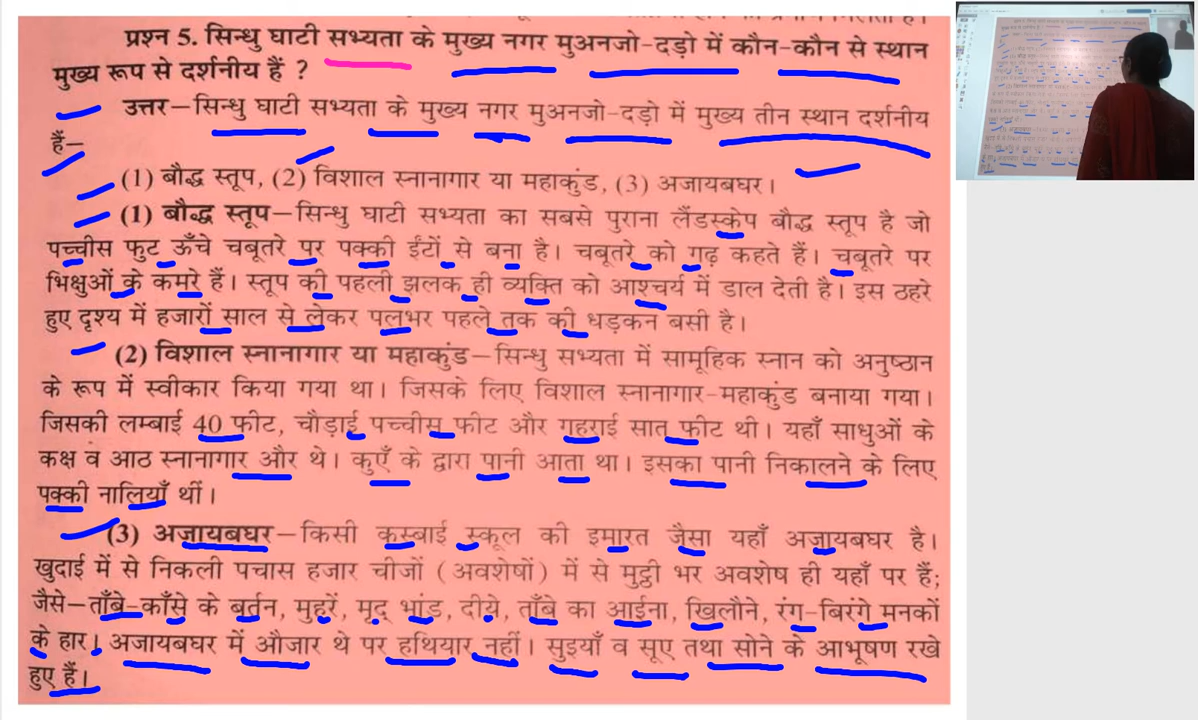 प्रश्न 5. सिन्धु घाटी सभ्यता के मुख्य नगर मुअनजो-दड़ो में कौन-कौन से स्थान
मुख्य रूप से दर्शनीय हैं ?
उत्तर—सिन्धु घाटी सभ्यता के मुख्य नगर मुअनजो-दड़ो में मुख्य तीन स्थान दर्शनीय
हैं—
(1) बौद्ध स्तूप, (2) विशाल स्नानागार या महाकुंड, (3) अजायबघर।
(1) बौद्ध स्तूप—सिन्धु घाटी सभ्यता का सबसे पुराना लैंडस्केप बौद्ध स्तूप है जो
पच्चीस फुट ऊँचे चबूतरे पर पक्की ईंटों से बना है। चबूतरे को गढ़ कहते हैं। चबूतरे पर
भिक्षुओं के कमरे हैं। स्तूप की पहली झलक ही व्यक्ति को आश्चर्य में डाल देती है। इस ठहरे
हुए दृश्य में हजारों साल से लेकर पलभर पहले तक की धड़कन बसी है।
(2) विशाल स्नानागार या महाकुंड—सिन्धु सभ्यता में सामूहिक स्नान को अनुष्ठान
के रूप में स्वीकार किया गया था। जिसके लिए विशाल स्नानागार-महाकुंड बनाया गया।
जिसकी लम्बाई 40 फीट, चौड़ाई पच्चीस फीट और गहराई सात फीट थी। यहाँ साधुओं के
कक्ष व आठ स्नानागार और थे। कुएँ के द्वारा पानी आता था। इसका पानी निकालने के लिए
पक्की नालियाँ थीं।
(3) अजायबघर—किसी कस्बाई स्कूल की इमारत जैसा यहाँ अजायबघर है।
खुदाई में से निकली पचास हजार चीजों (अवशेषों) में से मुट्ठी भर अवशेष ही यहाँ पर हैं;
जैसे—ताँबे-काँसे के बर्तन, मुहरें, मृद् भांड, दीये, ताँबे का आईना, खिलौने, रंग-बिरंगे मनकों
के हार। अजायबघर में औजार थे पर हथियार नहीं। सुइयाँ व सूए तथा सोने के आभूषण रखे
हुए हैं।